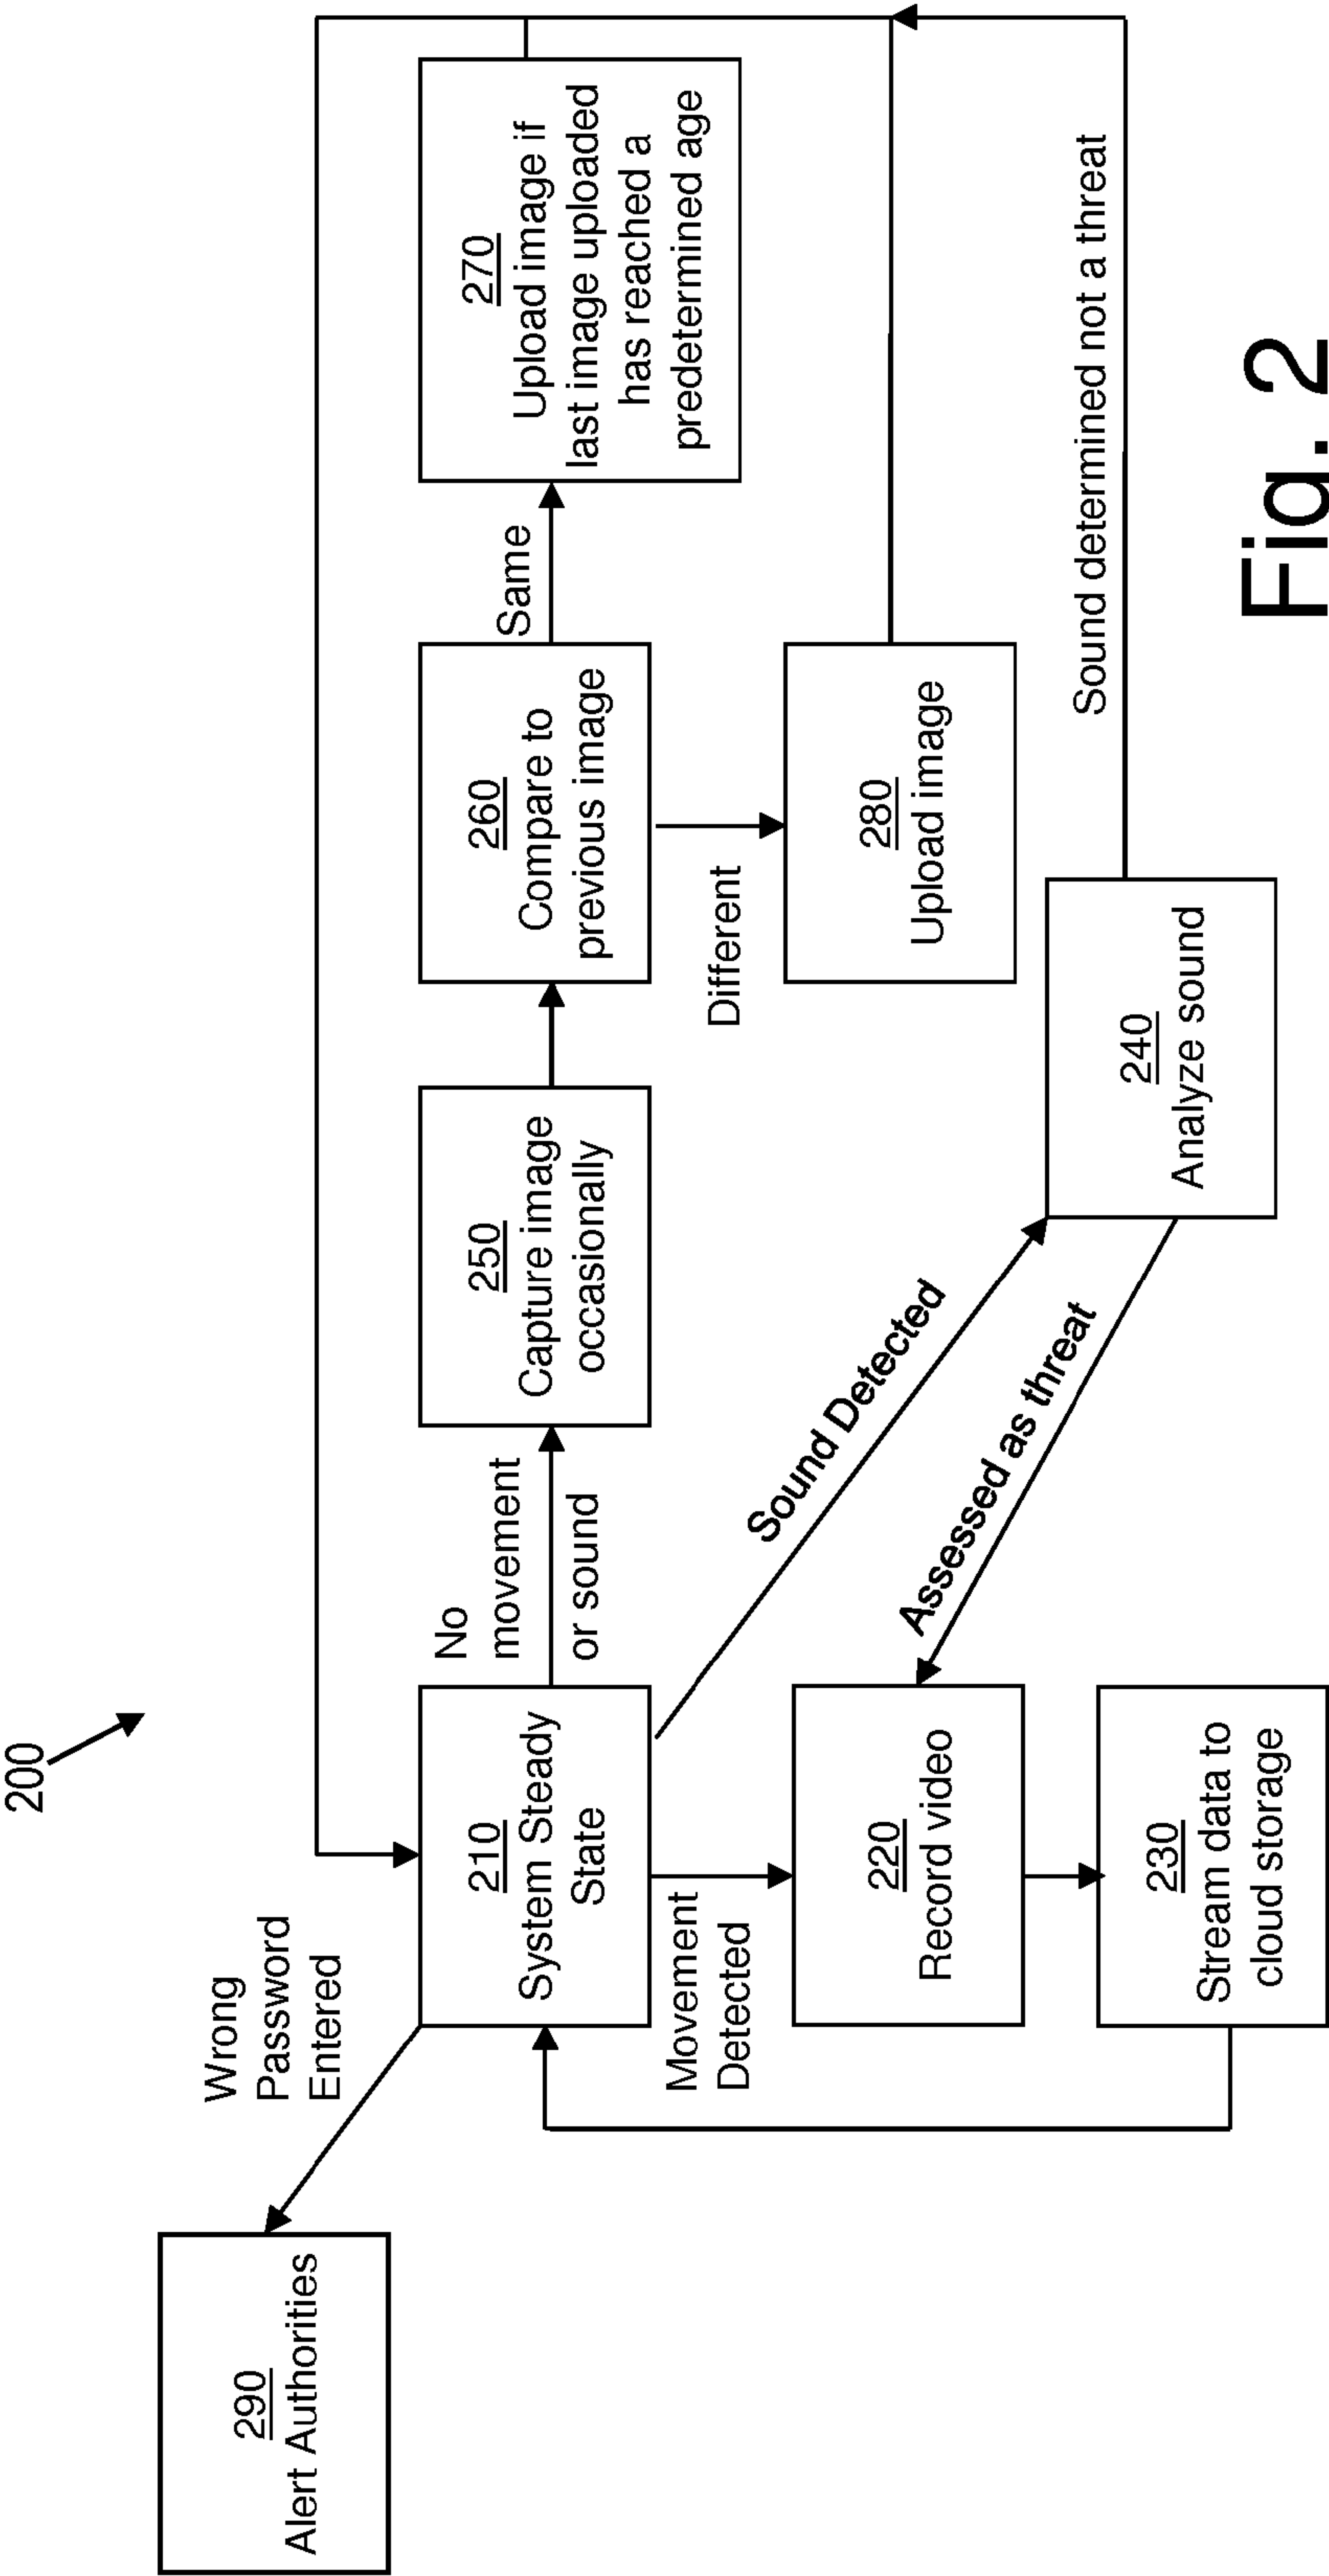 200
Wrong
Password
Entered
290
Alert Authorities
210
System Steady
State
No
movement
or sound
250
Capture image
occasionally
260
Compare to
previous image
Same
270
Upload image if
last image uploaded
has reached a
predetermined age
Different
280
Upload image
Movement
Detected
220
Record video
230
Stream data to
cloud storage
Sound Detected
Assessed as threat
240
Analyze sound
Sound determined not a threat
Fig. 2